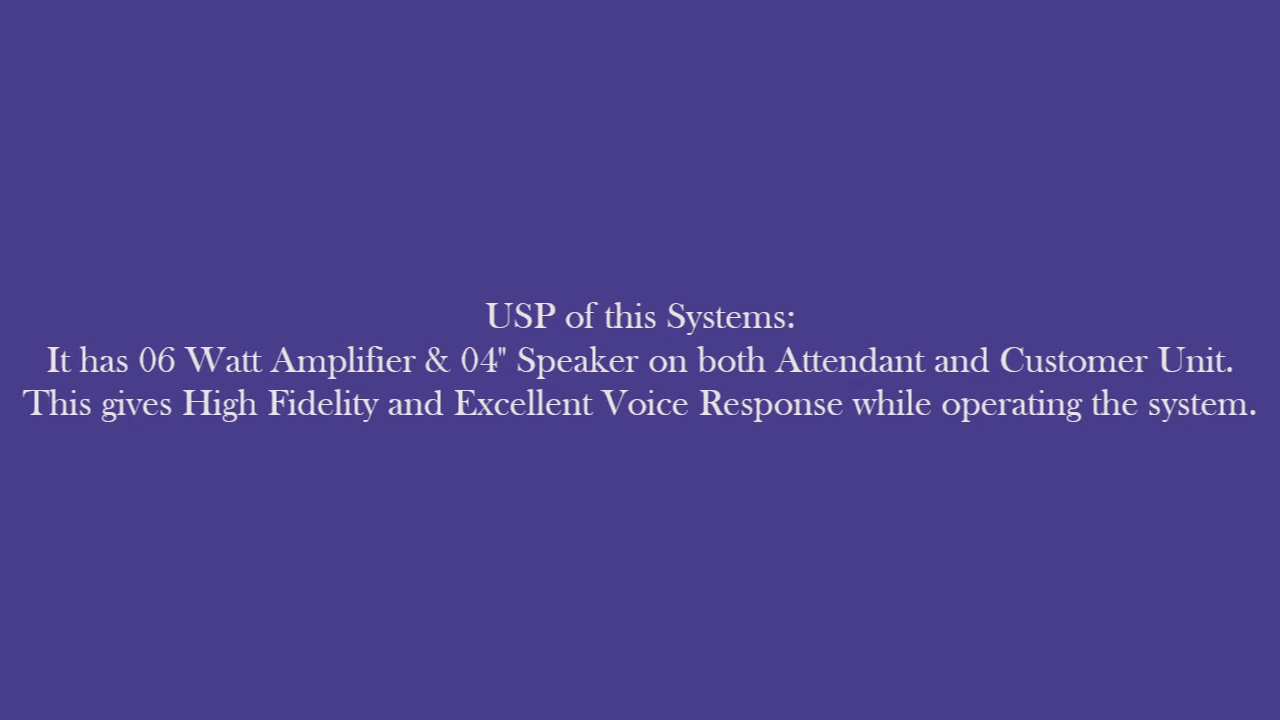 USP of this Systems:
It has 06 Watt Amplifier & 04" Speaker on both Attendant and Customer Unit.
This gives High Fidelity and Excellent Voice Response while operating the system.